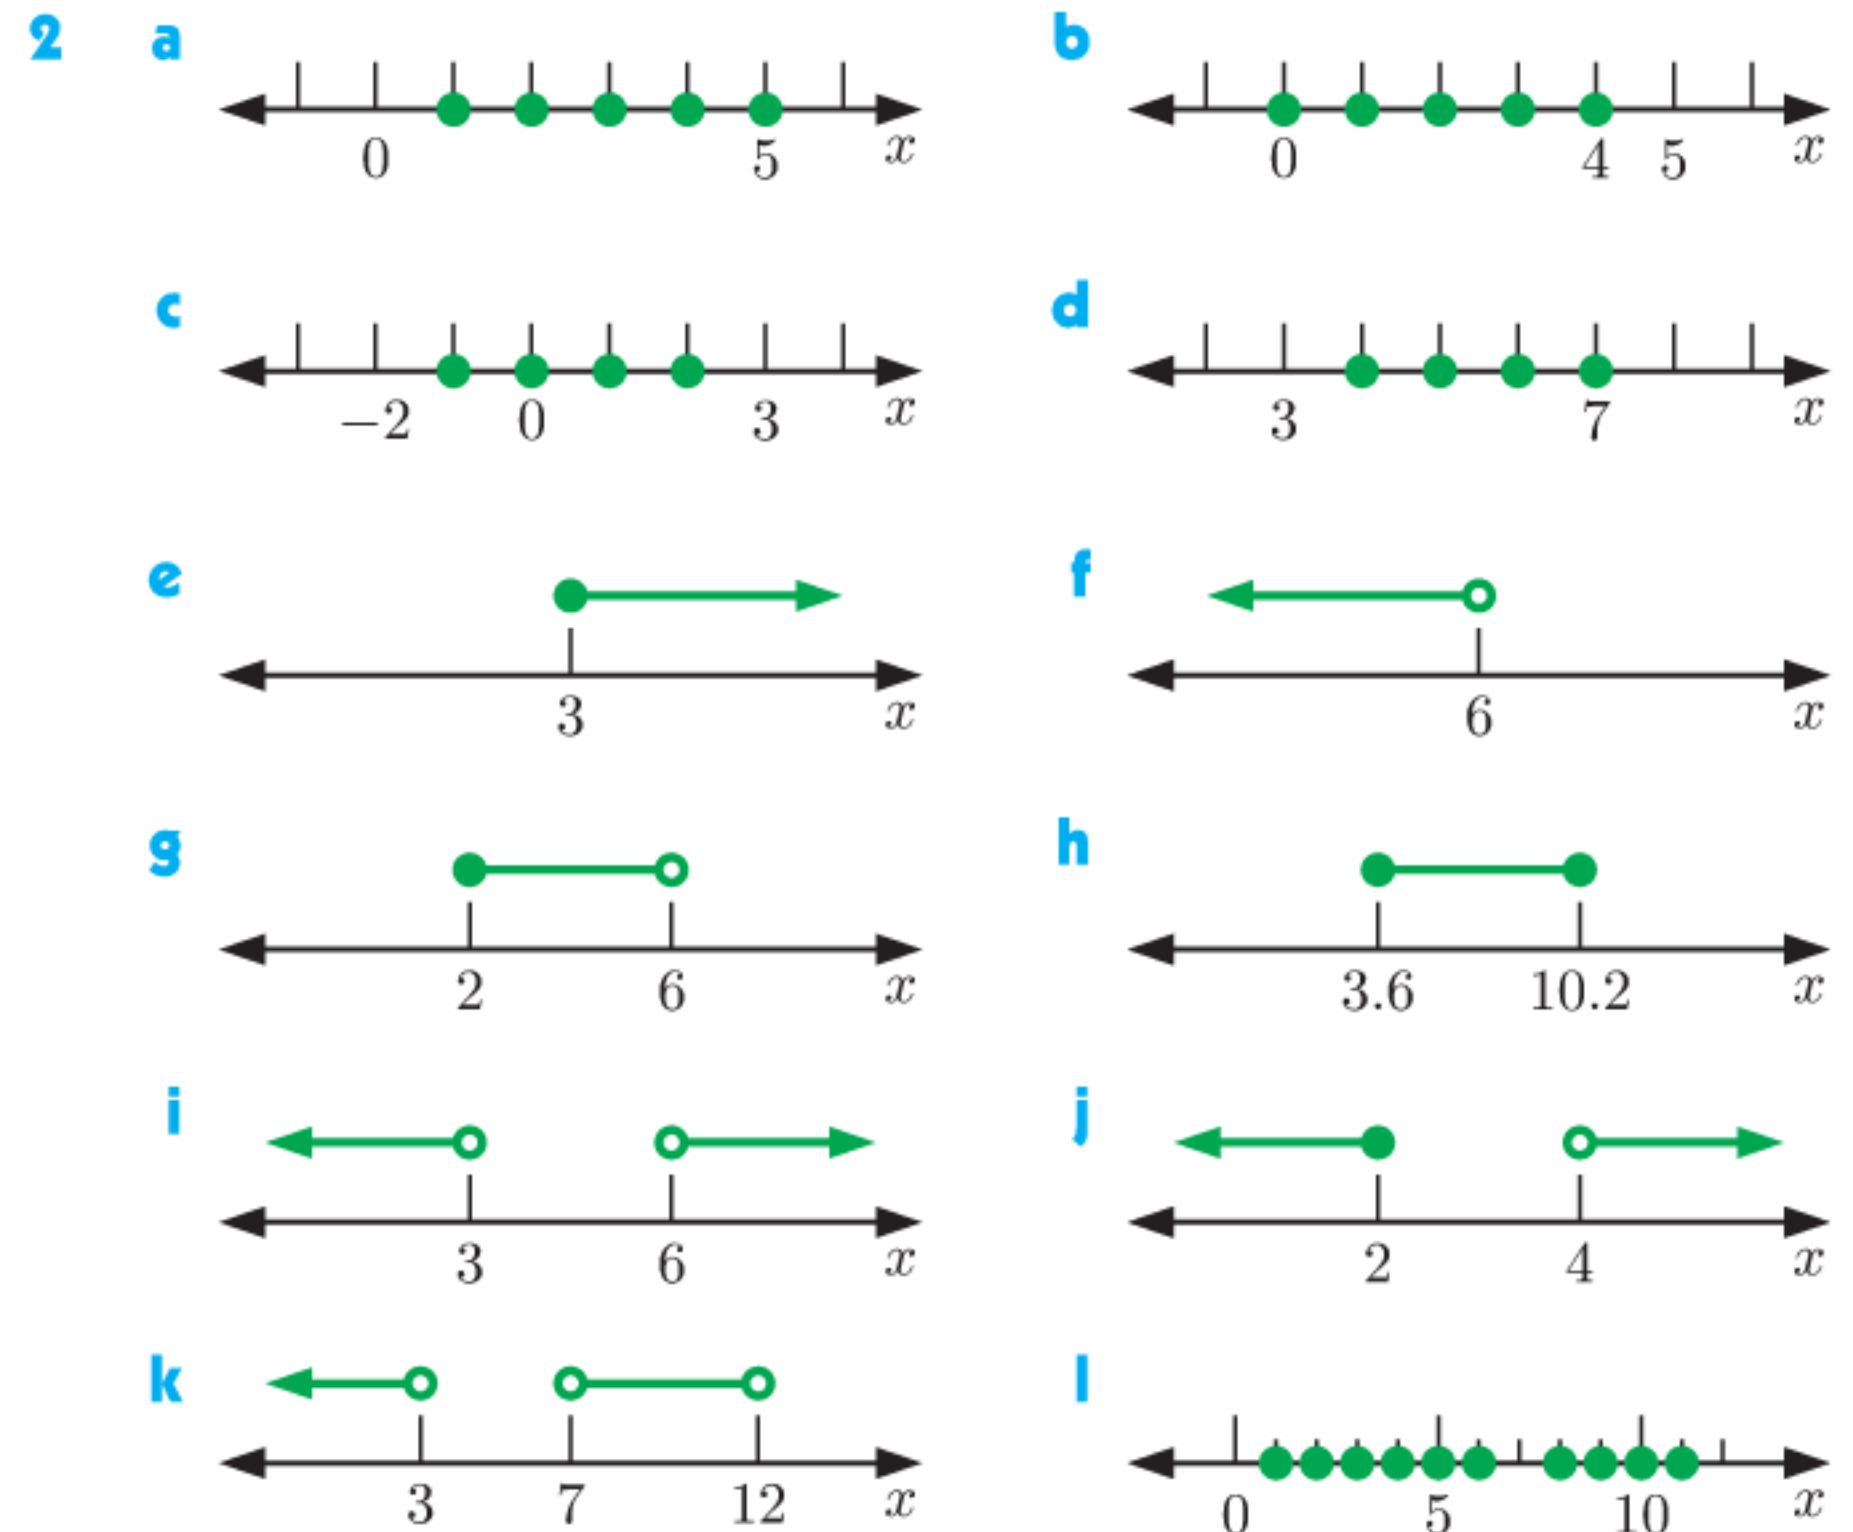 2 a b
0 5 x 0 4 5 x
c d
−2 0 3 x 3 7 x
e f
3 x 6 x
g h
2 6 x 3.6 10.2 x
i j
3 6 x 2 4 x
k l
3 7 12 x 0 5 10 x